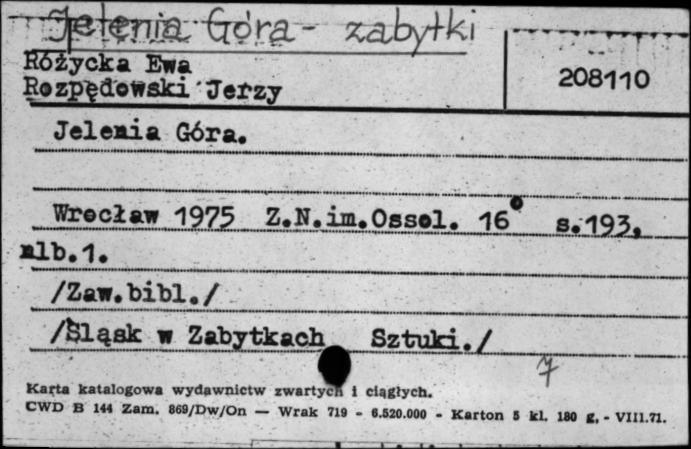 Jelenia Góra - zabytki
Różycka Ewa
Rozpędowski Jerzy
208110
Jelenia Góra.
Wrocław 1975 Z.N.im.Ossol. 16° s.193,
nlb.1.
/Zaw.bibl./
/Śląsk w Zabytkach Sztuki./
7
Karta katalogowa wydawnictw zwartych i ciągłych.
CWD B 144 Zam. 869/Dw/On — Wrak 719 - 6.520.000 - Karton 5 kl. 180 g. - VIII.71.